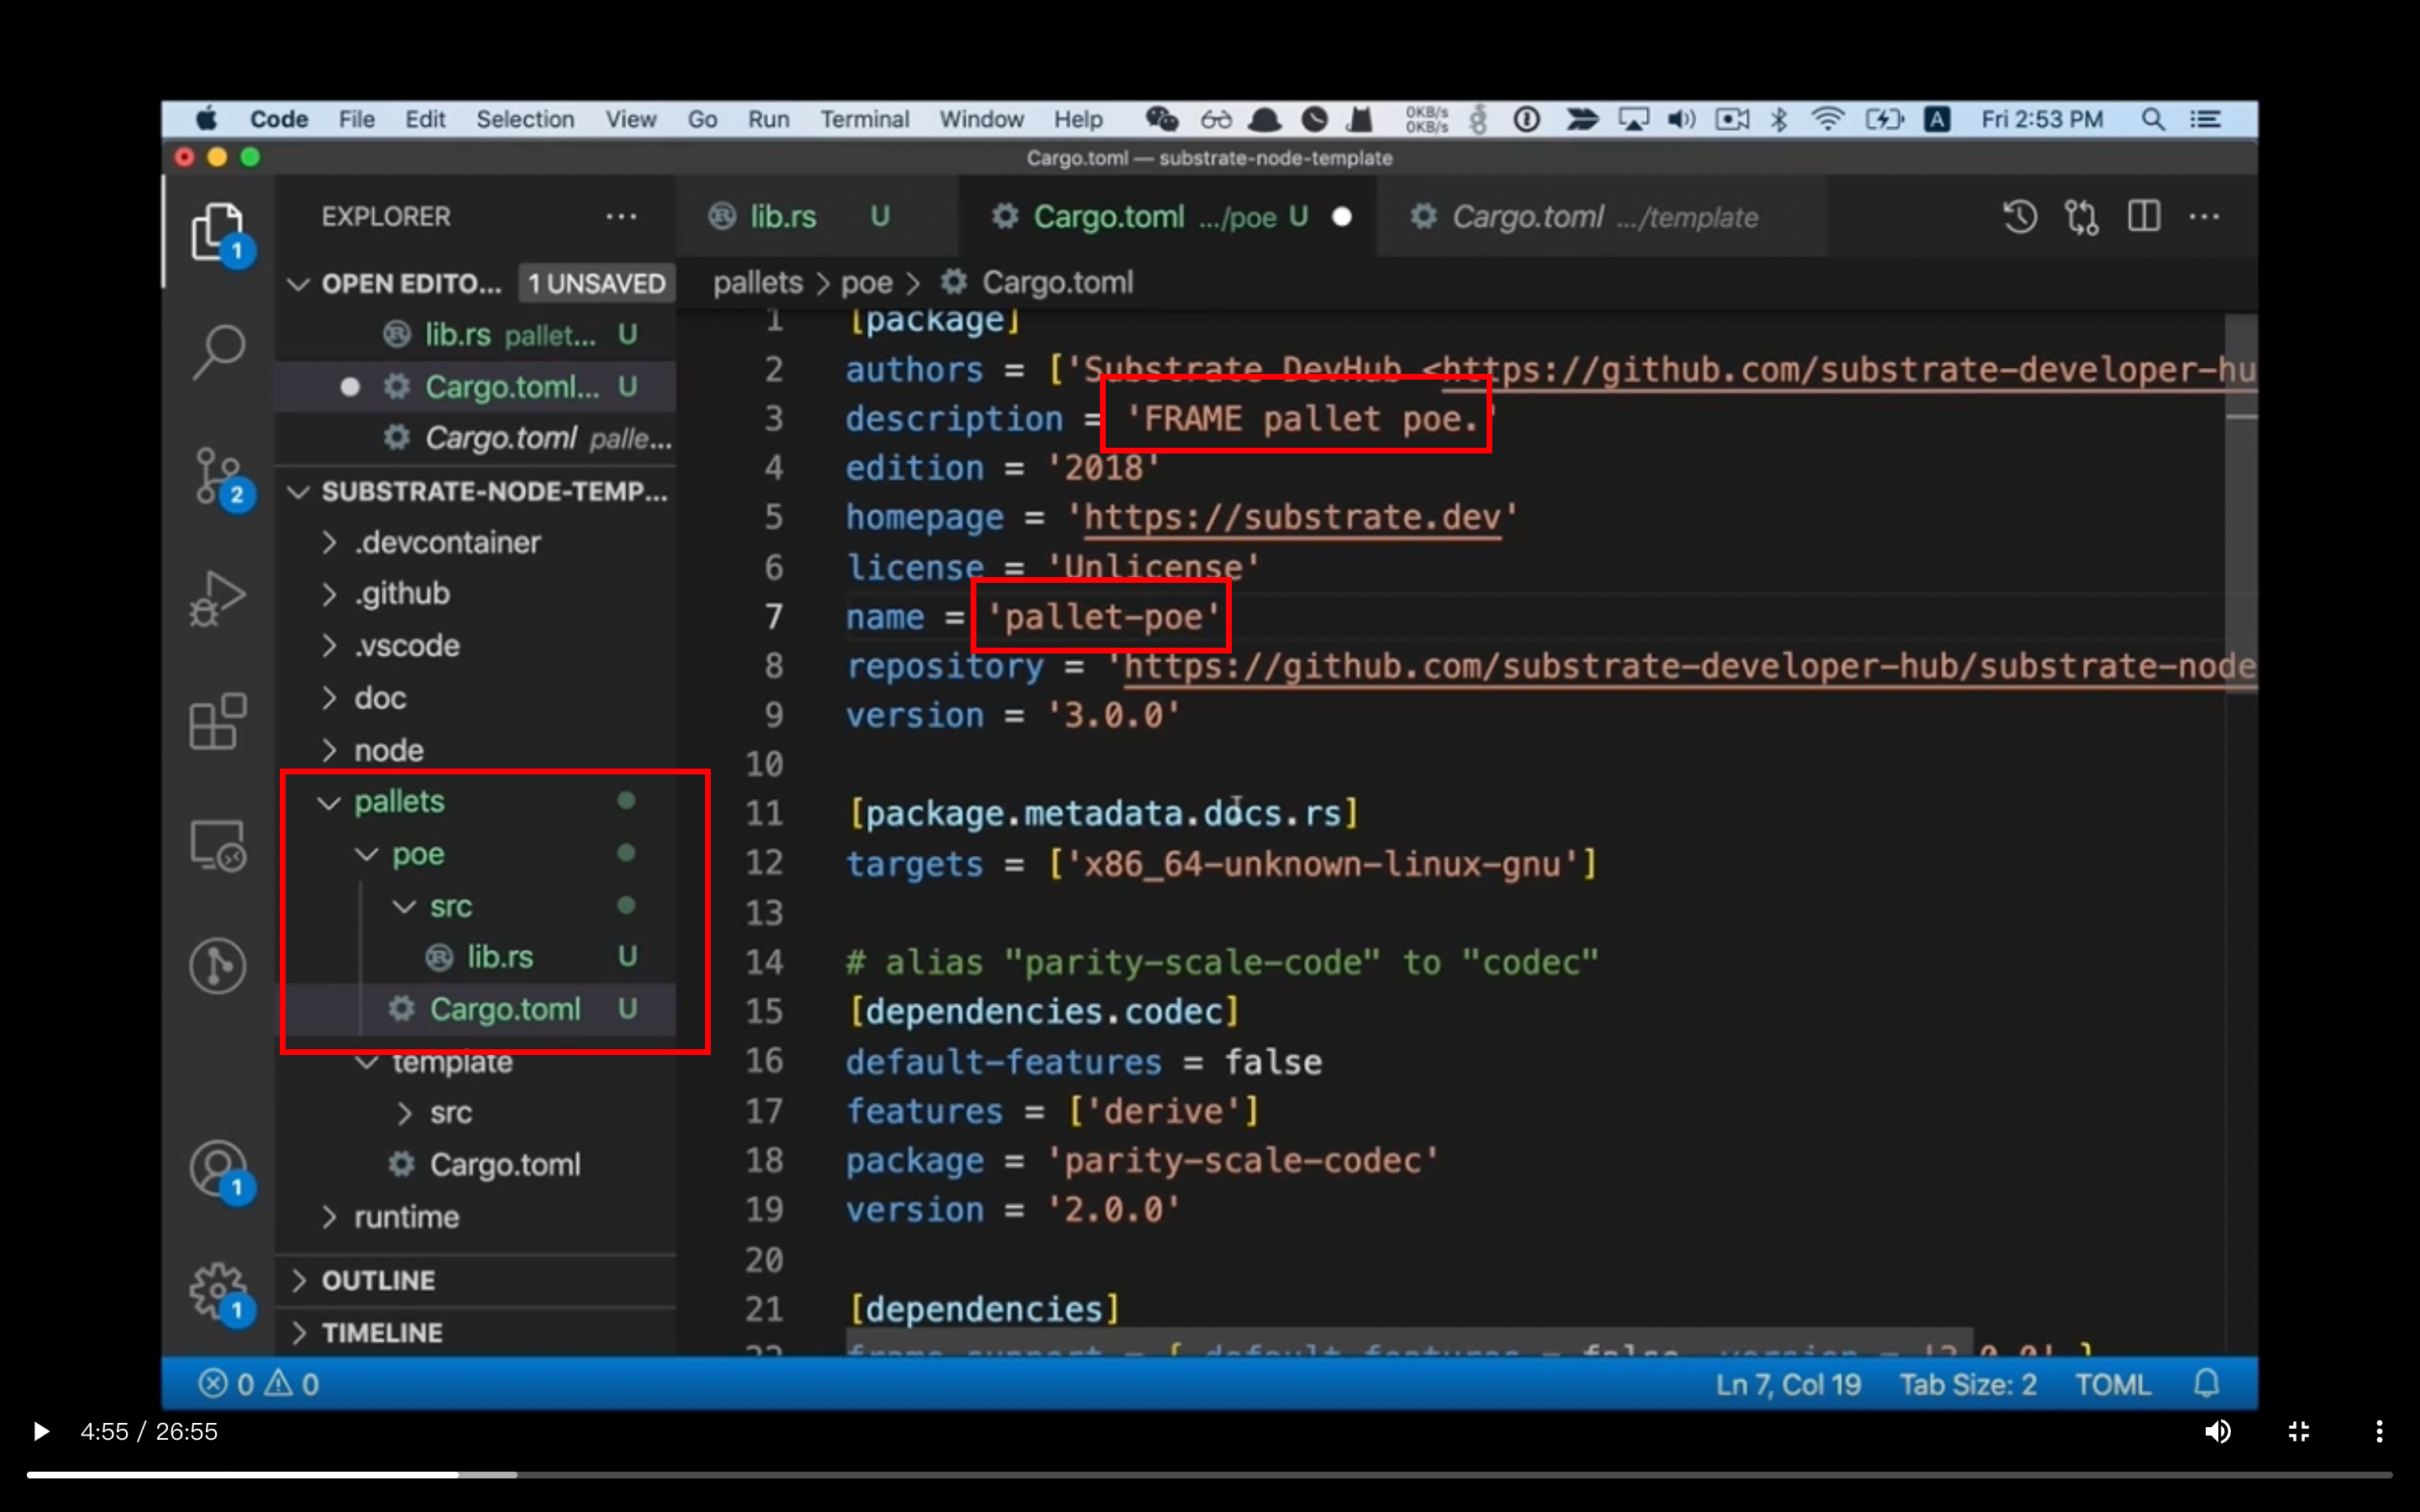 Code File Edit Selection View Go Run Terminal Window Help 0KB/s 0KB/s A Fri 2:53 PM
Cargo.toml — substrate-node-template
EXPLORER ...
lib.rs U Cargo.toml .../poe U Cargo.toml .../template ...
OPEN EDITO... 1 UNSAVED
lib.rs pallet... U
Cargo.toml... U
Cargo.toml palle...
SUBSTRATE-NODE-TEMP...
.devcontainer
.github
.vscode
doc
node
pallets
poe
src
lib.rs U
Cargo.toml U
template
src
Cargo.toml
runtime
OUTLINE
TIMELINE
1
2
1
1
pallets > poe > Cargo.toml
1 [package]
2 authors = ['Substrate DevHub <https://github.com/substrate-developer-hu
3 description = 'FRAME pallet poe.'
4 edition = '2018'
5 homepage = 'https://substrate.dev'
6 license = 'Unlicense'
7 name = 'pallet-poe'
8 repository = 'https://github.com/substrate-developer-hub/substrate-node
9 version = '3.0.0'
10
11 [package.metadata.docs.rs]
12 targets = ['x86_64-unknown-linux-gnu']
13
14 # alias "parity-scale-code" to "codec"
15 [dependencies.codec]
16 default-features = false
17 features = ['derive']
18 package = 'parity-scale-codec'
19 version = '2.0.0'
20
21 [dependencies]
0 0 Ln 7, Col 19 Tab Size: 2 TOML
4:55 / 26:55